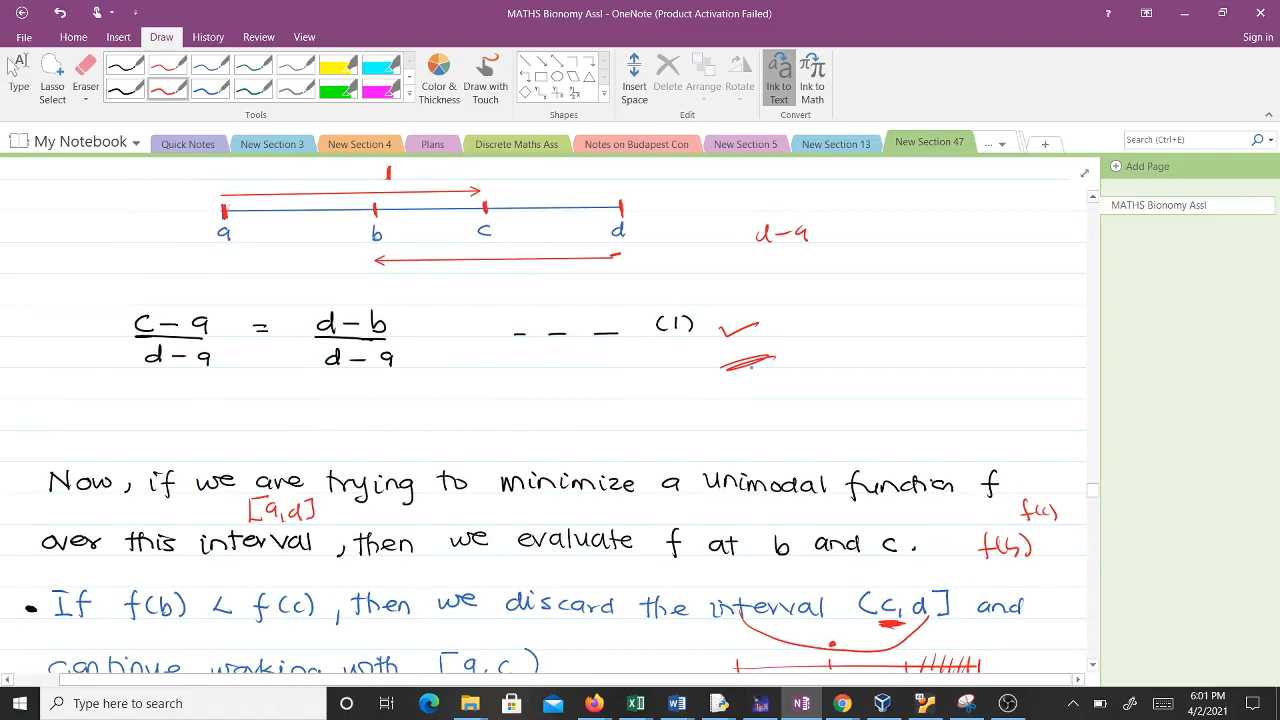 MATHS Bionomy Assl - OneNote (Product Activation Failed)
File Home Insert Draw History Review View
Type Lasso Select Eraser Color & Thickness Draw with Touch Insert Space Delete Arrange Rotate Ink to Text Ink to Math
Tools Shapes Edit Convert
My Notebook Quick Notes New Section 3 New Section 4 Plans Discrete Maths Ass Notes on Budapest Con New Section 5 New Section 13 New Section 47 ... + Search (Ctrl+E)
Add Page
MATHS Bionomy Assl
a b c d d-a
c - a = d - b - - - (1)
d - a d - a
Now, if we are trying to minimize a unimodal function f
[a,d] f(c)
over this interval, then we evaluate f at b and c. f(b)
• If f(b) < f(c), then we discard the interval (c, d] and
continue working with [a, c]
Type here to search
6:01 PM
4/2/2021